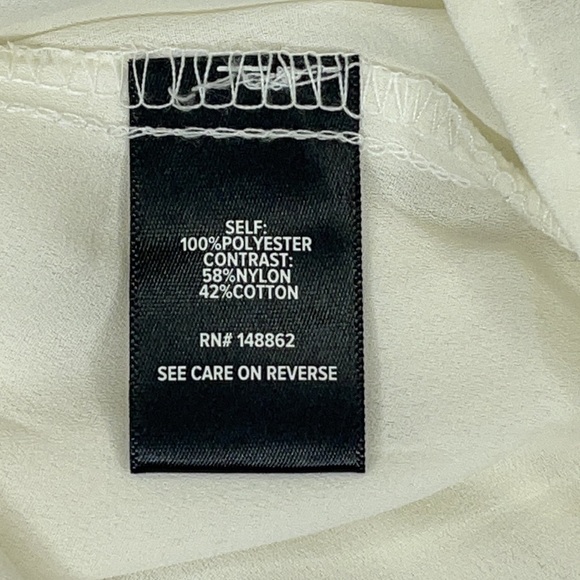 SELF:
100%POLYESTER
CONTRAST:
58%NYLON
42%COTTON
RN# 148862
SEE CARE ON REVERSE